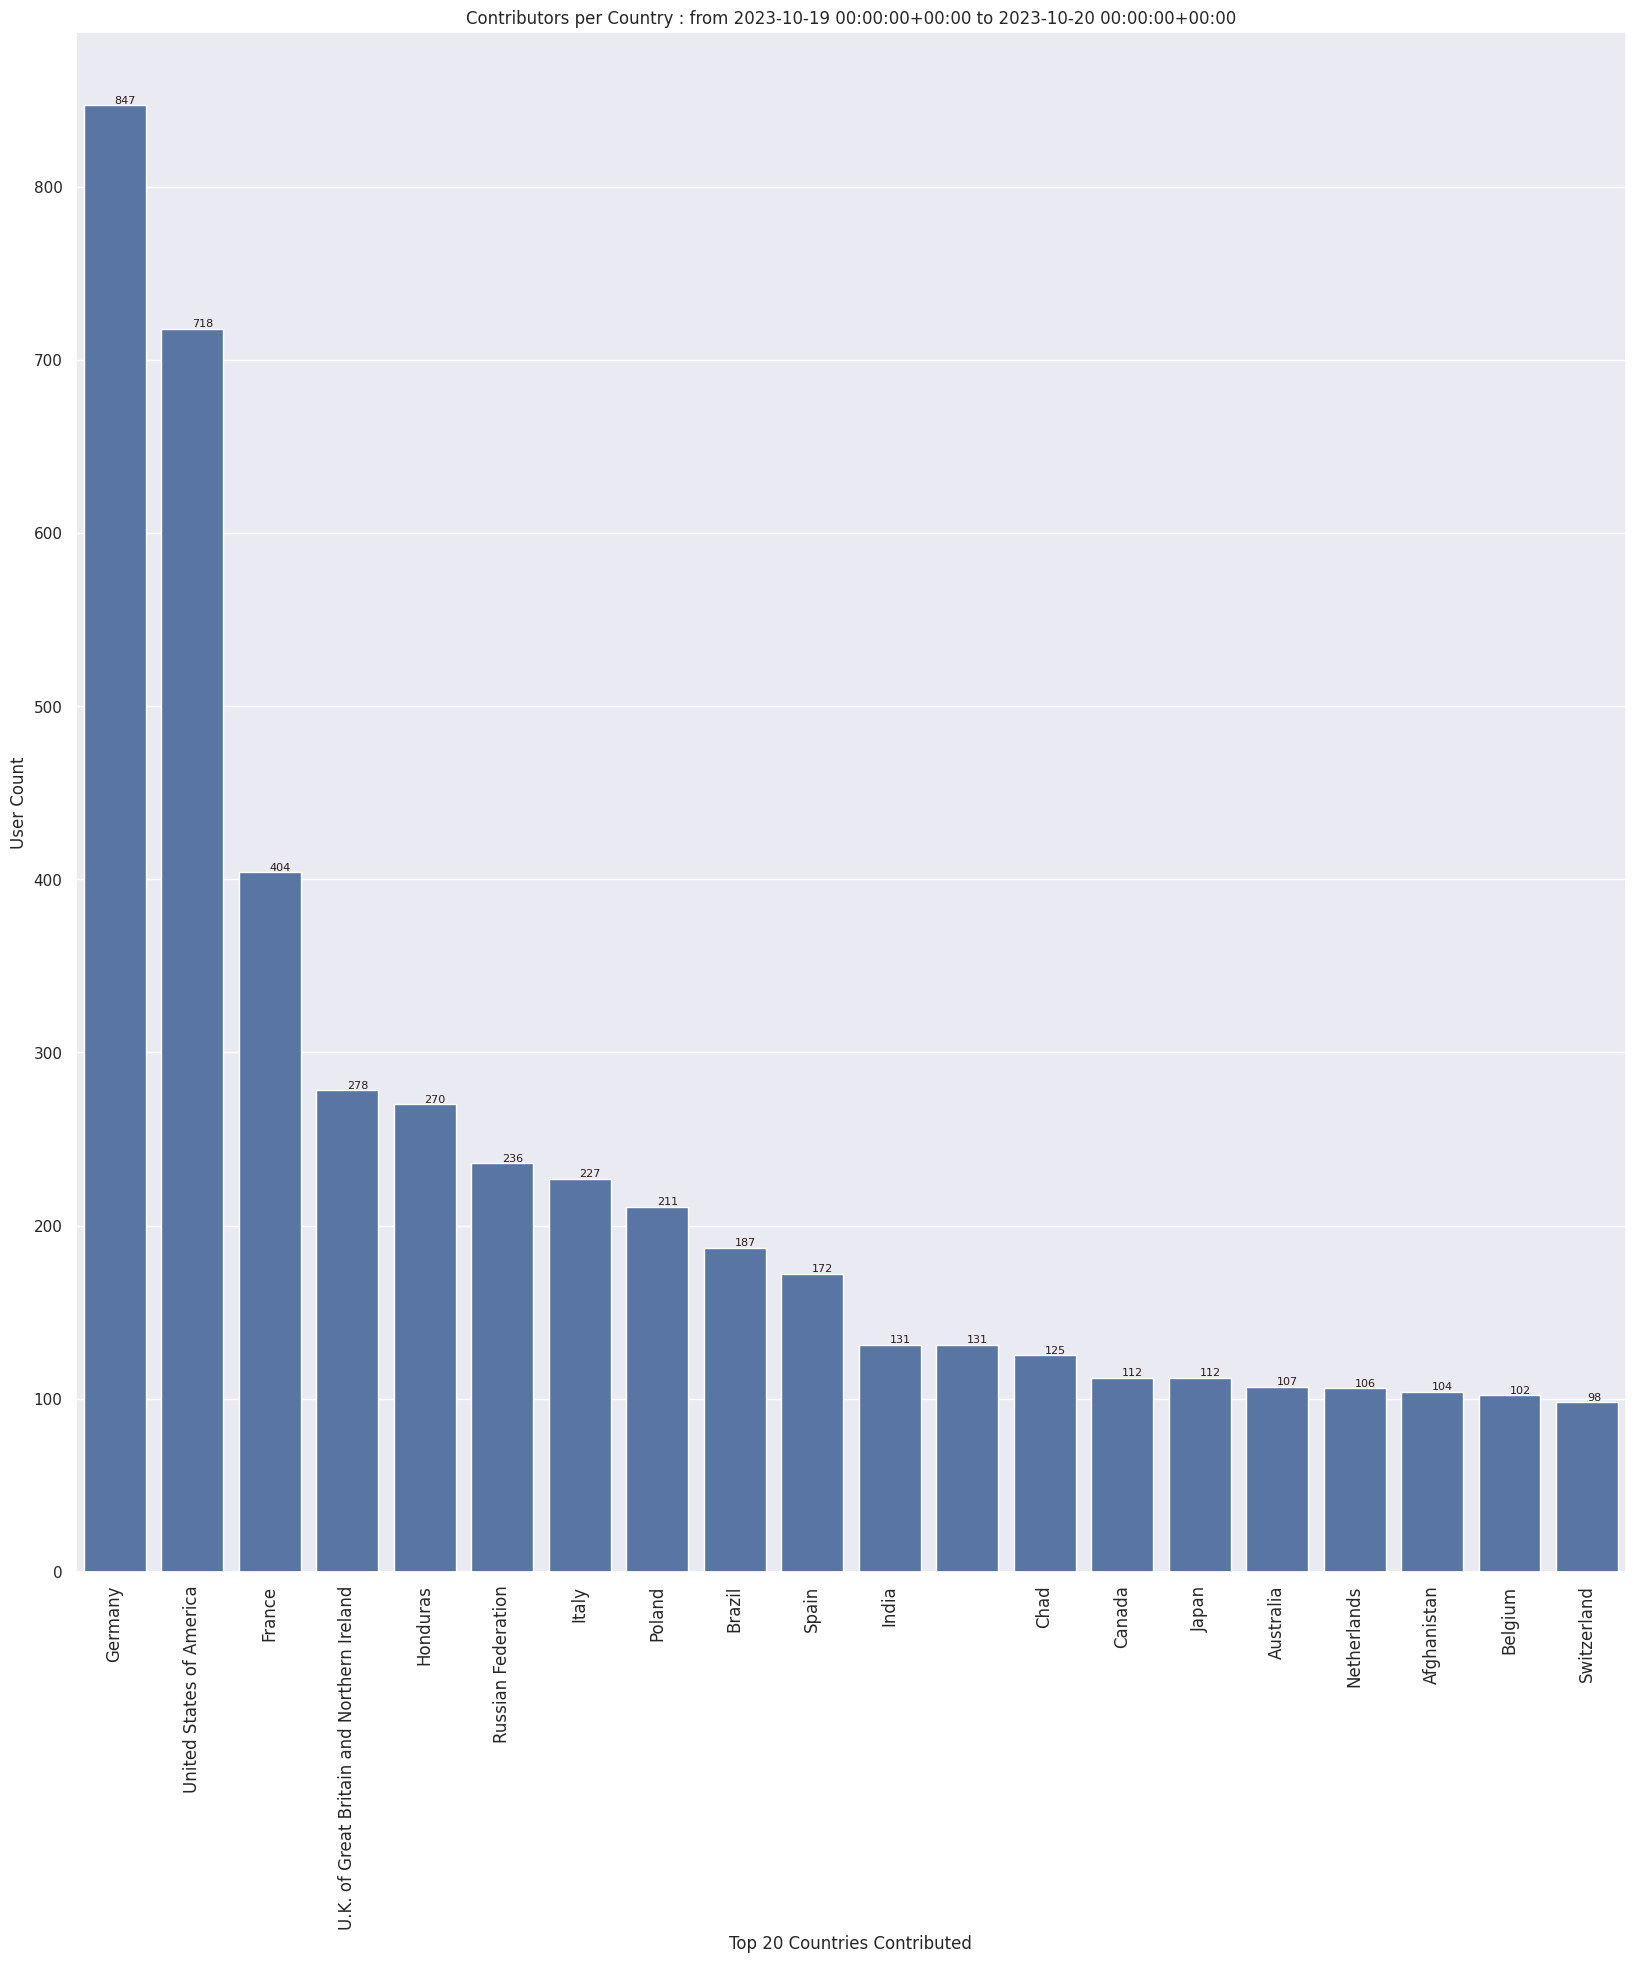 Contributors per Country : from 2023-10-19 00:00:00+00:00 to 2023-10-20 00:00:00+00:00
User Count
800
700
600
500
400
300
200
100
0
847
718
404
278
270
236
227
211
187
172
131
131
125
112
112
107
106
104
102
98
Germany
United States of America
France
U.K. of Great Britain and Northern Ireland
Honduras
Russian Federation
Italy
Poland
Brazil
Spain
India
Chad
Canada
Japan
Australia
Netherlands
Afghanistan
Belgium
Switzerland
Top 20 Countries Contributed